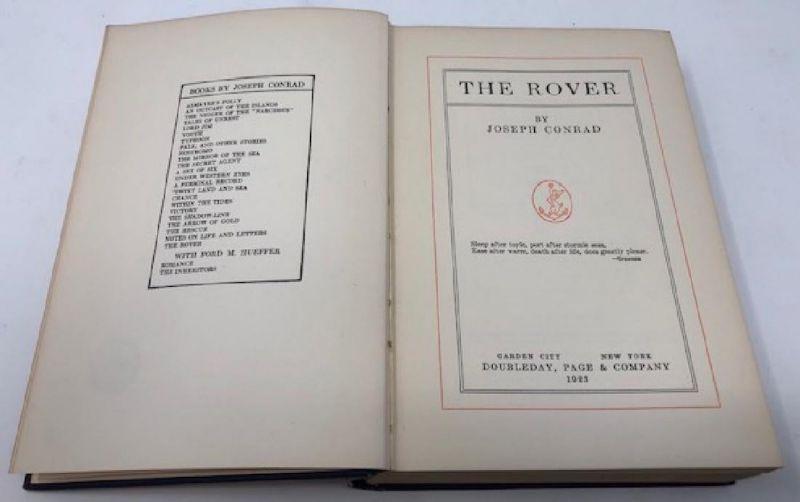 BOOKS BY JOSEPH CONRAD
ALMAYER'S FOLLY
AN OUTCAST OF THE ISLANDS
THE NIGGER OF THE "NARCISSUS"
TALES OF UNREST
LORD JIM
YOUTH
TYPHOON
FALK, AND OTHER STORIES
NOSTROMO
THE MIRROR OF THE SEA
THE SECRET AGENT
A SET OF SIX
UNDER WESTERN EYES
A PERSONAL RECORD
'TWIXT LAND AND SEA
CHANCE
WITHIN THE TIDES
VICTORY
THE SHADOW-LINE
THE ARROW OF GOLD
THE RESCUE
NOTES ON LIFE AND LETTERS
THE ROVER
WITH FORD M. HUEFFER
ROMANCE
THE INHERITORS
THE ROVER
BY
JOSEPH CONRAD
Sleep after toyle, port after stormie seas,
Ease after warre, death after life, does greatly please.
GARDEN CITY NEW YORK
DOUBLEDAY, PAGE & COMPANY
1923